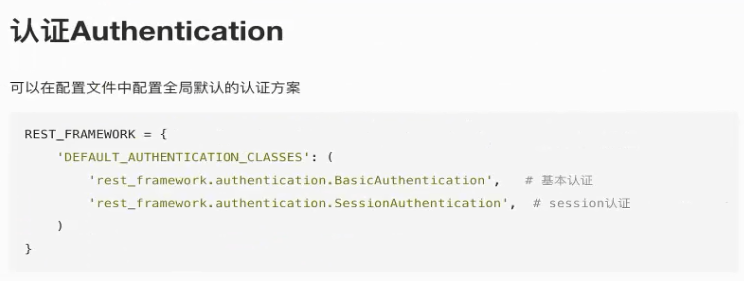 认证Authentication
可以在配置文件中配置全局默认的认证方案
REST_FRAMEWORK = {
    'DEFAULT_AUTHENTICATION_CLASSES': (
        'rest_framework.authentication.BasicAuthentication',   # 基本认证
        'rest_framework.authentication.SessionAuthentication',  # session认证
    )
}